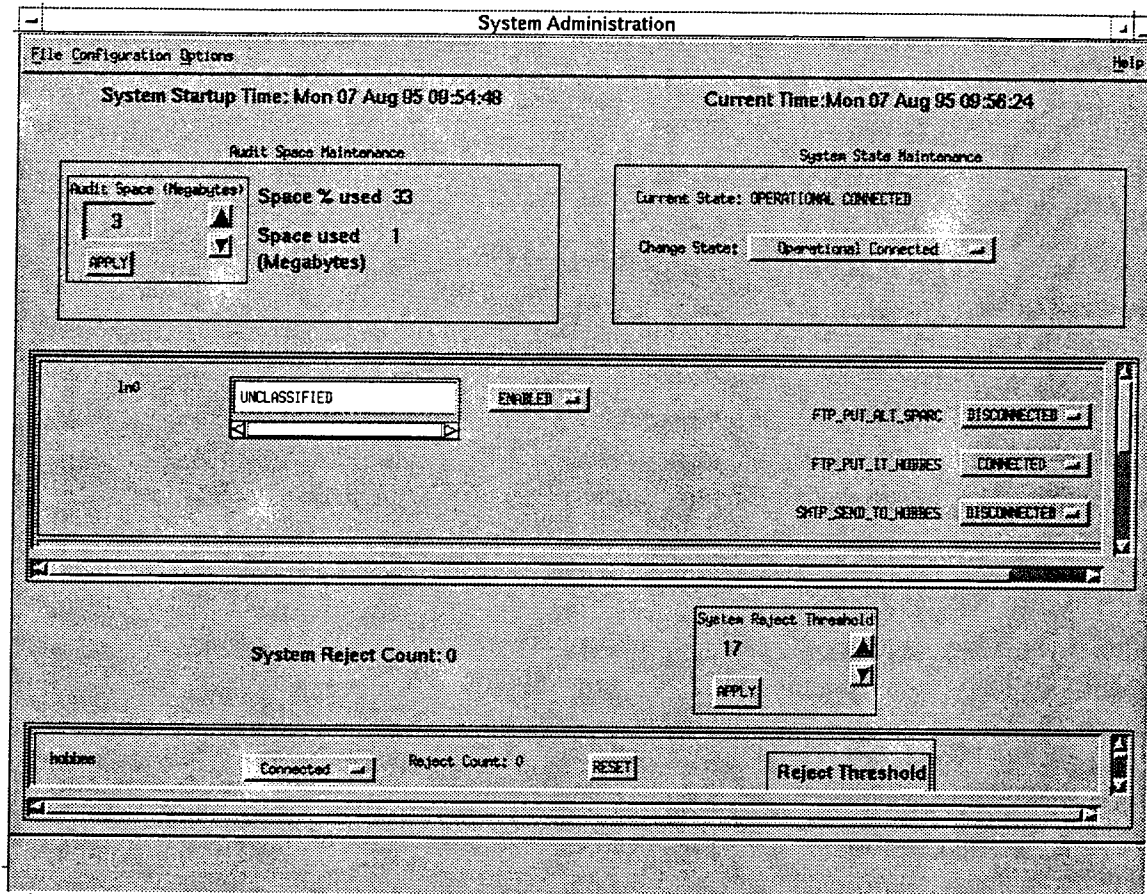 System Administration
File Configuration Options Help
System Startup Time: Mon 07 Aug 95 09:54:48
Current Time:Mon 07 Aug 95 09:56:24
Audit Space Maintenance
Audit Space (Megabytes)
3
APPLY
Space % used 33
Space used 1
(Megabytes)
System State Maintenance
Current State: OPERATIONAL CONNECTED
Change State: Operational Connected
ln0
UNCLASSIFIED
ENABLED
FTP_PUT_ALT_SPARC DISCONNECTED
FTP_PUT_IT_HOBBES CONNECTED
SMTP_SEND_TO_HOBBES DISCONNECTED
System Reject Count: 0
System Reject Threshold
17
APPLY
hobbes Connected Reject Count: 0 RESET Reject Threshold